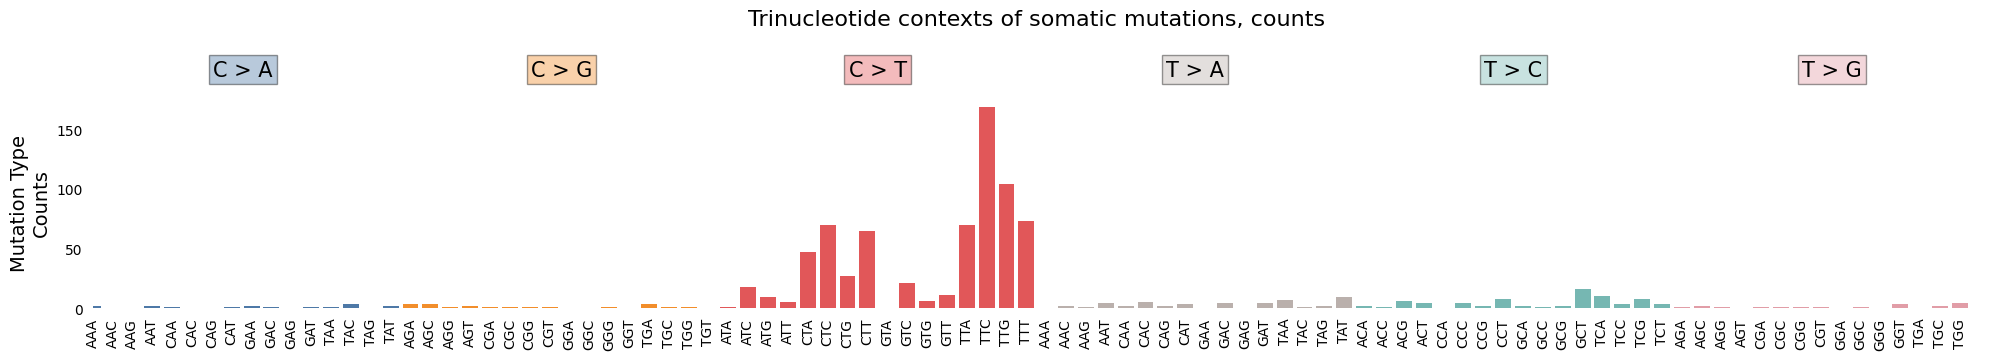 Trinucleotide contexts of somatic mutations, counts
C > A C > G C > T T > A T > C T > G
Mutation Type
Counts
150
100
50
0
AAA AAC AAG AAT CAA CAC CAG CAT GAA GAC GAG GAT TAA TAC TAG TAT AGA AGC AGG AGT CGA CGC CGG CGT GGA GGC GGG GGT TGA TGC TGG TGT ATA ATC ATG ATT CTA CTC CTG CTT GTA GTC GTG GTT TTA TTC TTG TTT AAA AAC AAG AAT CAA CAC CAG CAT GAA GAC GAG GAT TAA TAC TAG TAT ACA ACC ACG ACT CCA CCC CCG CCT GCA GCC GCG GCT TCA TCC TCG TCT AGA AGC AGG AGT CGA CGC CGG CGT GGA GGC GGG GGT TGA TGC TGG